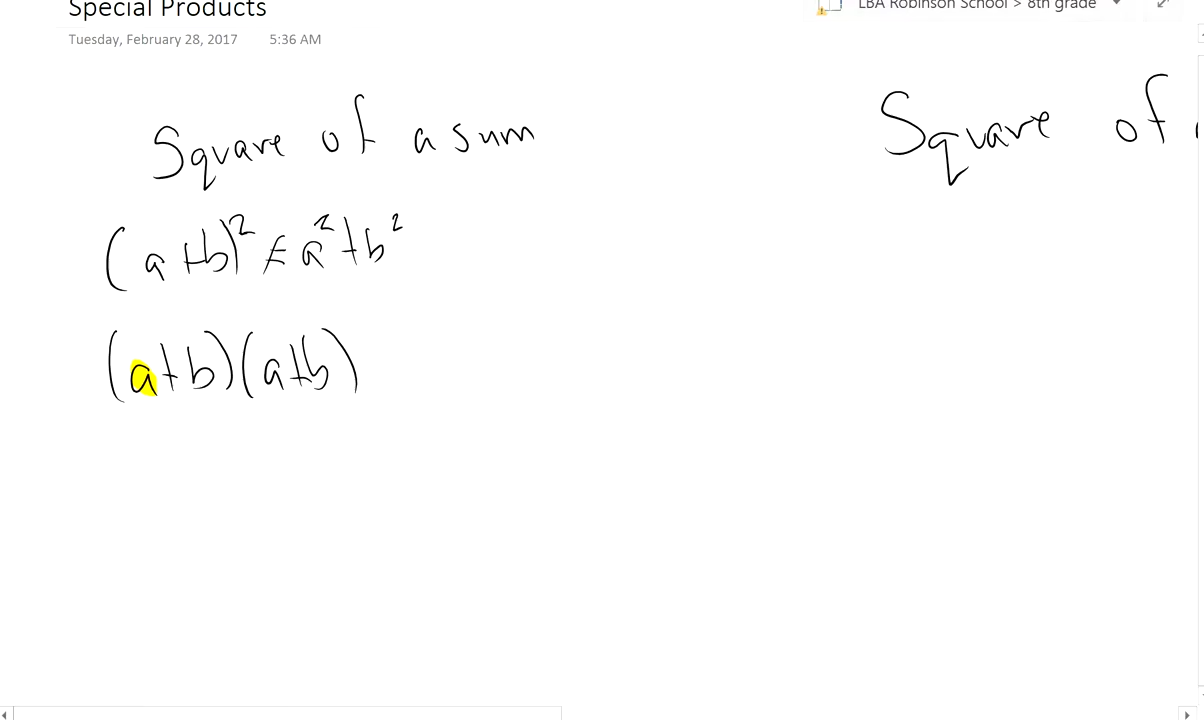 Special Products
LBA Robinson School > 8th grade
Tuesday, February 28, 2017 5:36 AM
Square of a sum
Square of
(a+b)² ≠ a²+b²
(a+b)(a+b)